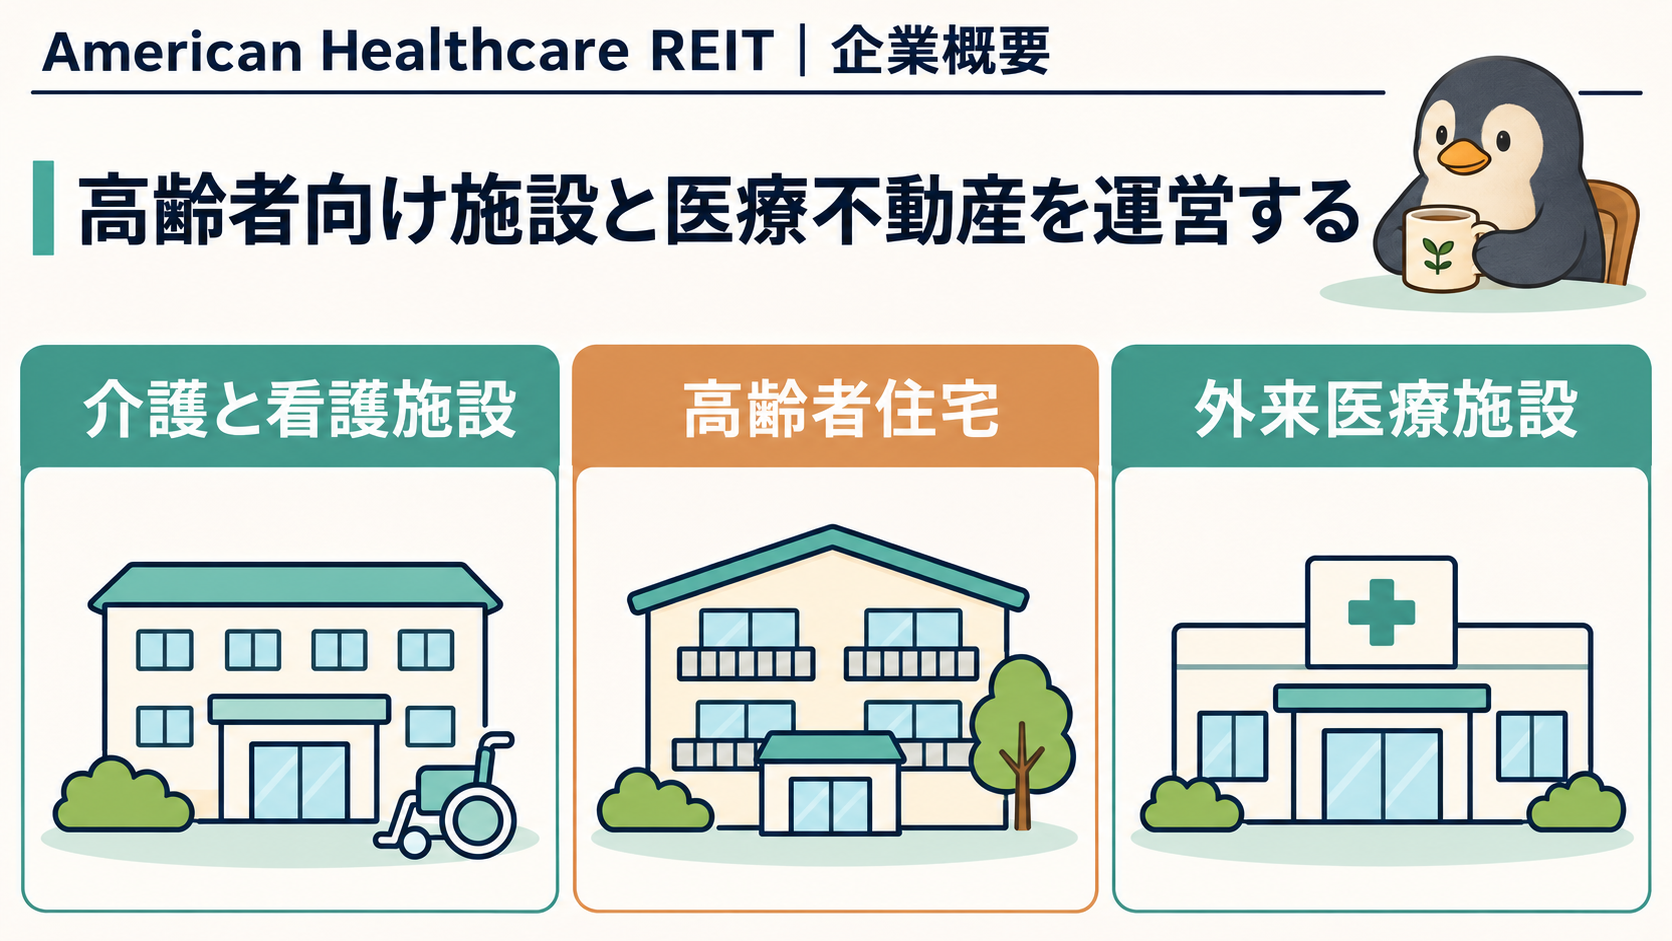 American Healthcare REIT｜企業概要
高齢者向け施設と医療不動産を運営する
介護と看護施設
高齢者住宅
外来医療施設